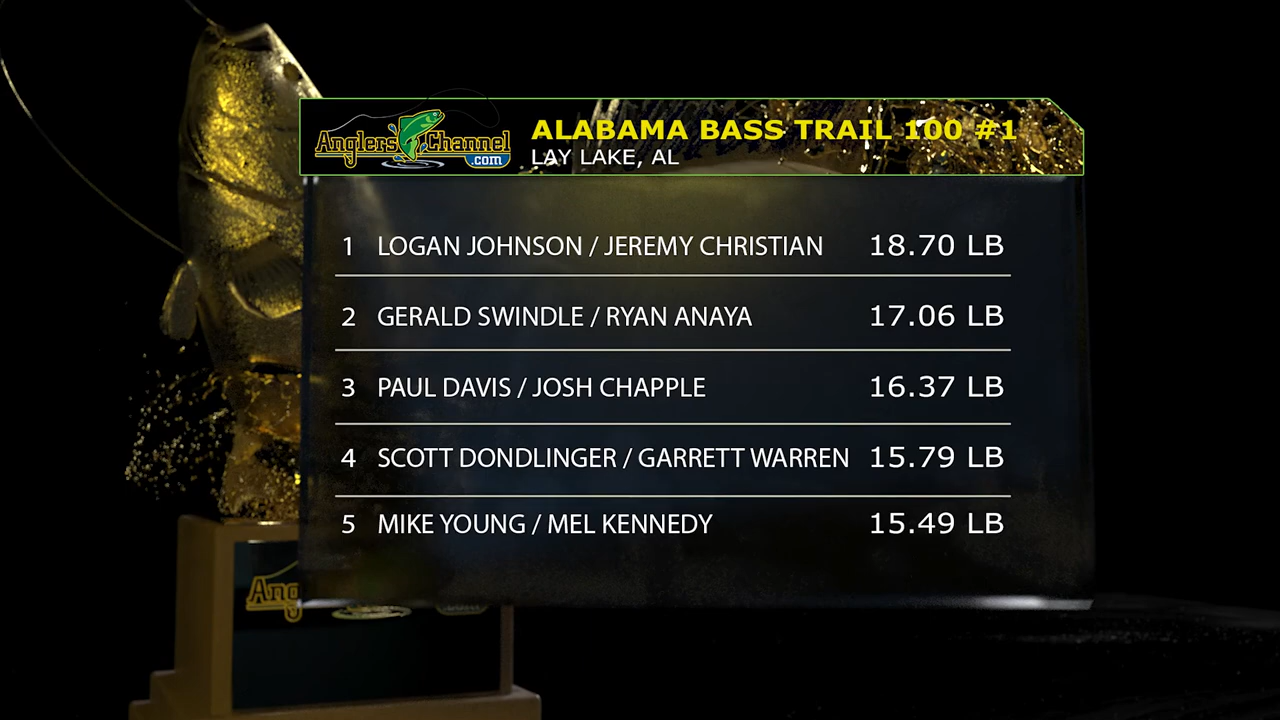 Anglers Channel
.com
ALABAMA BASS TRAIL 100 #1
LAY LAKE, AL
1 LOGAN JOHNSON / JEREMY CHRISTIAN 18.70 LB
2 GERALD SWINDLE / RYAN ANAYA 17.06 LB
3 PAUL DAVIS / JOSH CHAPPLE 16.37 LB
4 SCOTT DONDLINGER / GARRETT WARREN 15.79 LB
5 MIKE YOUNG / MEL KENNEDY 15.49 LB
Ang